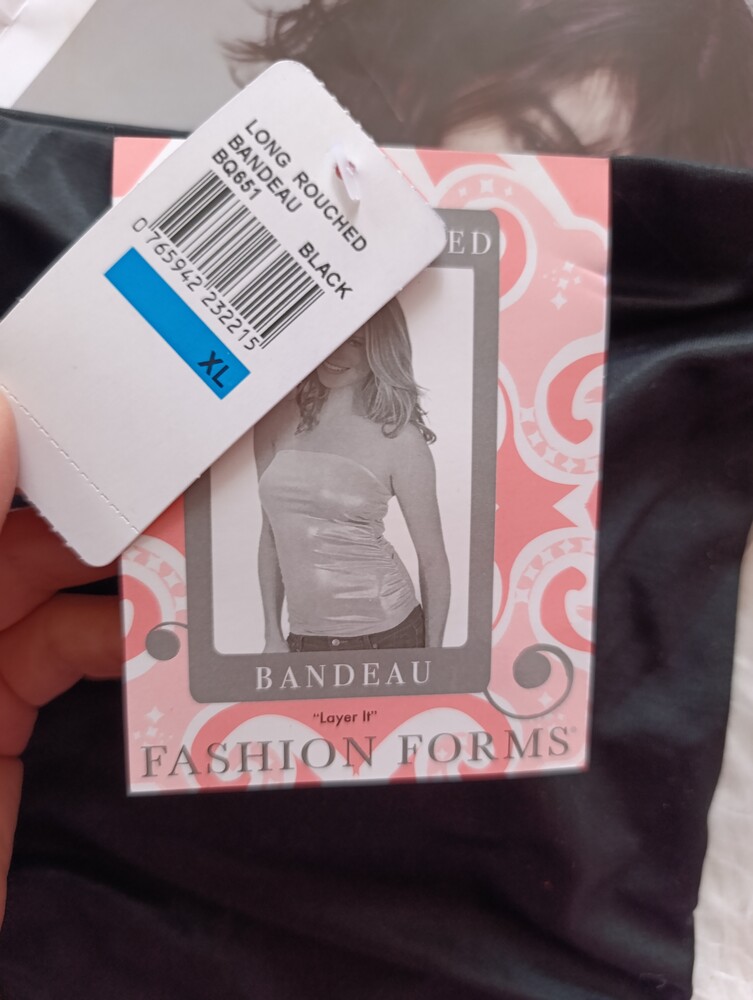 LONG ROUCHED
BANDEAU
BQ651
BLACK
0 765942 232215
XL
BANDEAU
"Layer It"
FASHION FORMS®